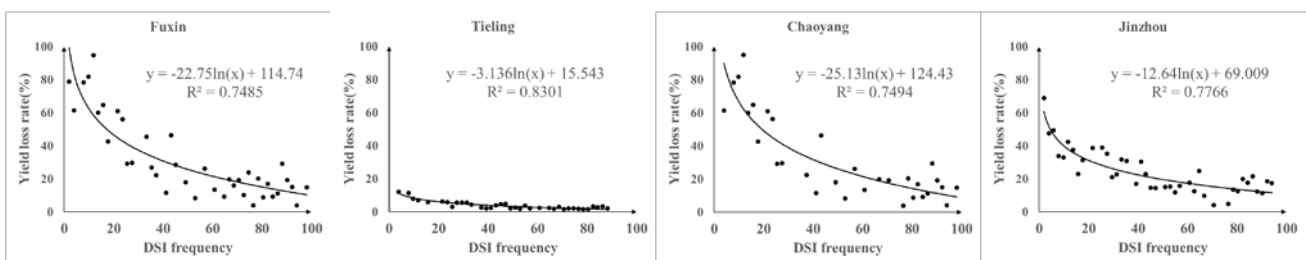 Fuxin
Yield loss rate(%)
100
80
60
40
20
0
y = -22.75ln(x) + 114.74
R² = 0.7485
0 20 40 60 80 100
DSI frequency
Tieling
Yield loss rate(%)
100
80
60
40
20
0
y = -3.136ln(x) + 15.543
R² = 0.8301
0 20 40 60 80 100
DSI frequency
Chaoyang
Yield loss rate(%)
100
80
60
40
20
0
y = -25.13ln(x) + 124.43
R² = 0.7494
0 20 40 60 80 100
DSI frequency
Jinzhou
Yield loss rate(%)
100
80
60
40
20
0
y = -12.64ln(x) + 69.009
R² = 0.7766
0 20 40 60 80 100
DSI frequency